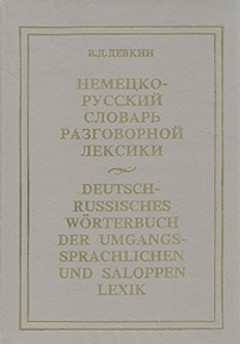 В.Д.ДЕВКИН
НЕМЕЦКО-
РУССКИЙ
СЛОВАРЬ
РАЗГОВОРНОЙ
ЛЕКСИКИ
DEUTSCH-
RUSSISCHES
WÖRTERBUCH
DER UMGANGS-
SPRACHLICHEN
UND SALOPPEN
LEXIK